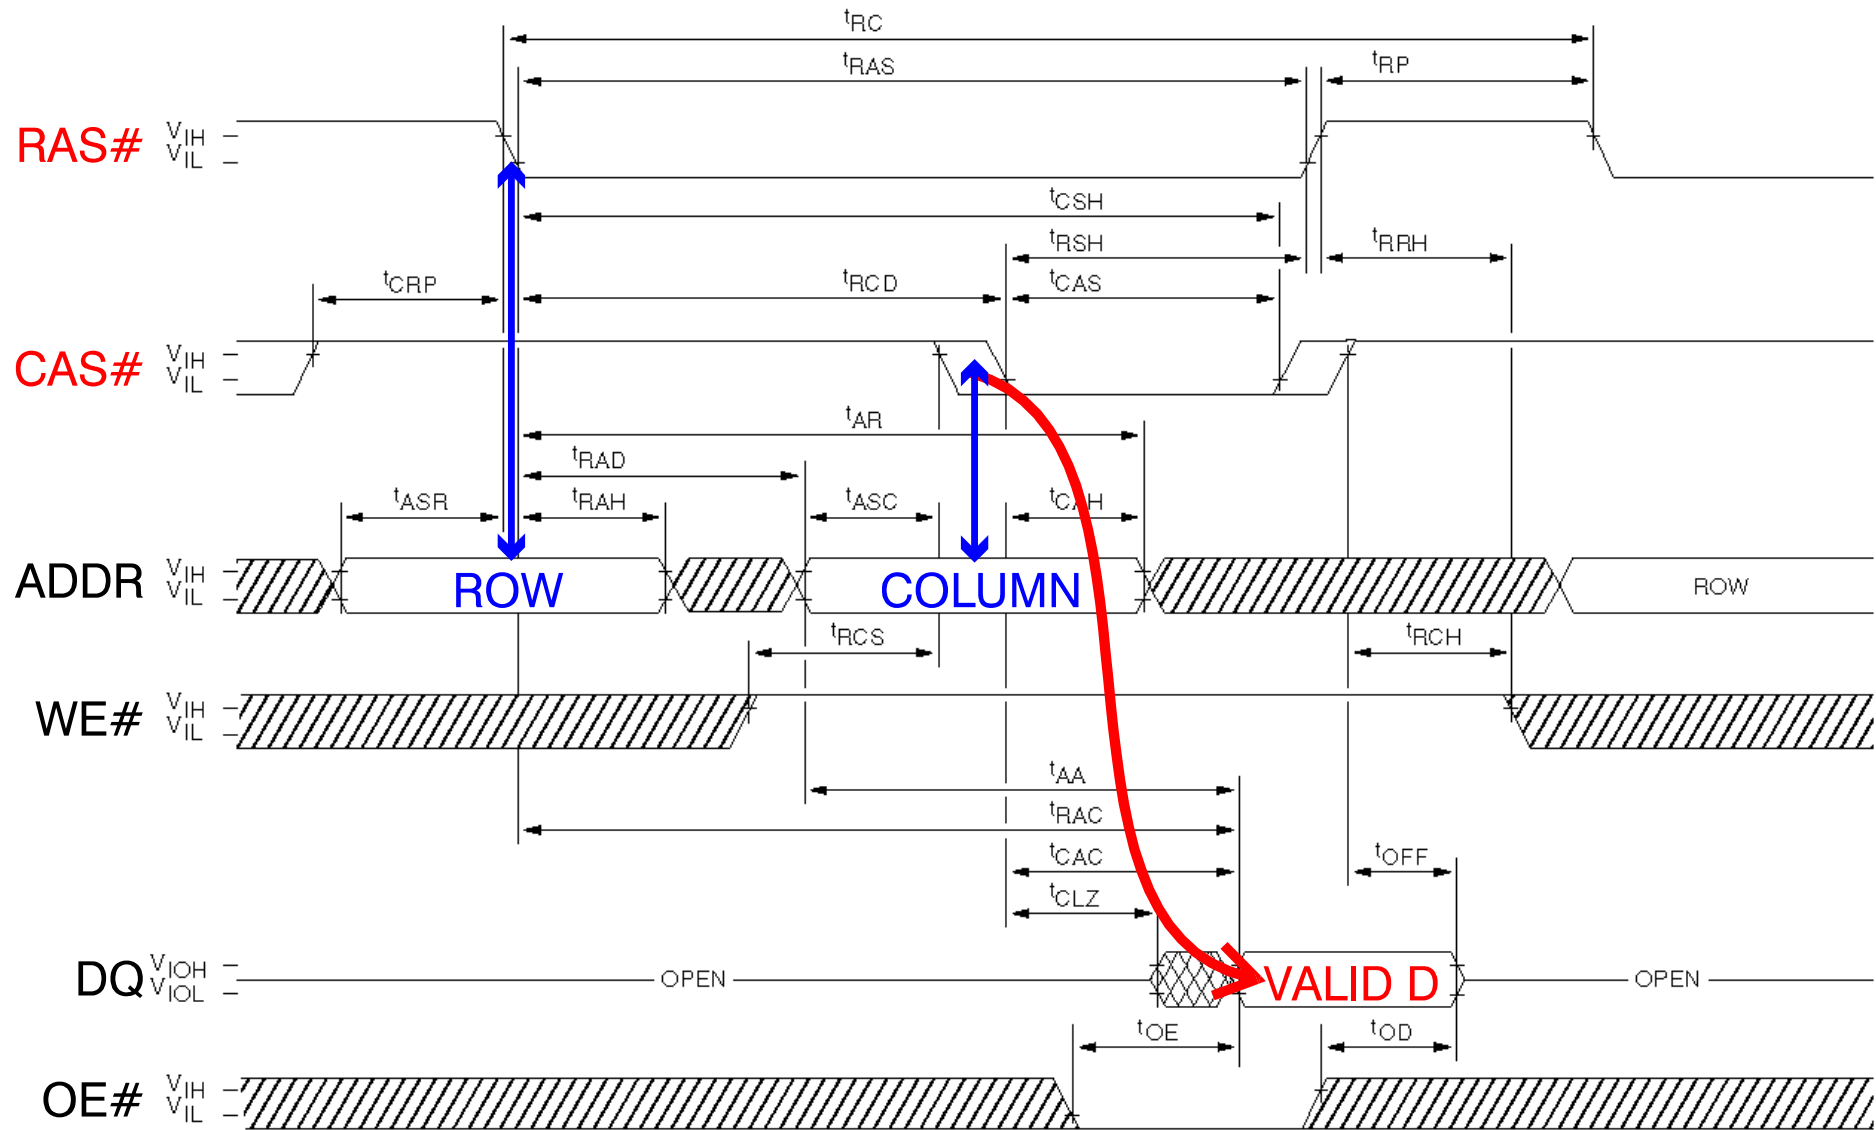 tRC
tRAS tRP
RAS# VIH VIL
tCSH
tRSH tRRH
tCRP tRCD tCAS
CAS# VIH VIL
tAR
tRAD
tASR tRAH tASC tCAH
ADDR VIH VIL ROW COLUMN ROW
tRCS tRCH
WE# VIH VIL
tAA
tRAC
tCAC tOFF
tCLZ
DQ VIOH VIOL OPEN VALID D OPEN
tOE tOD
OE# VIH VIL